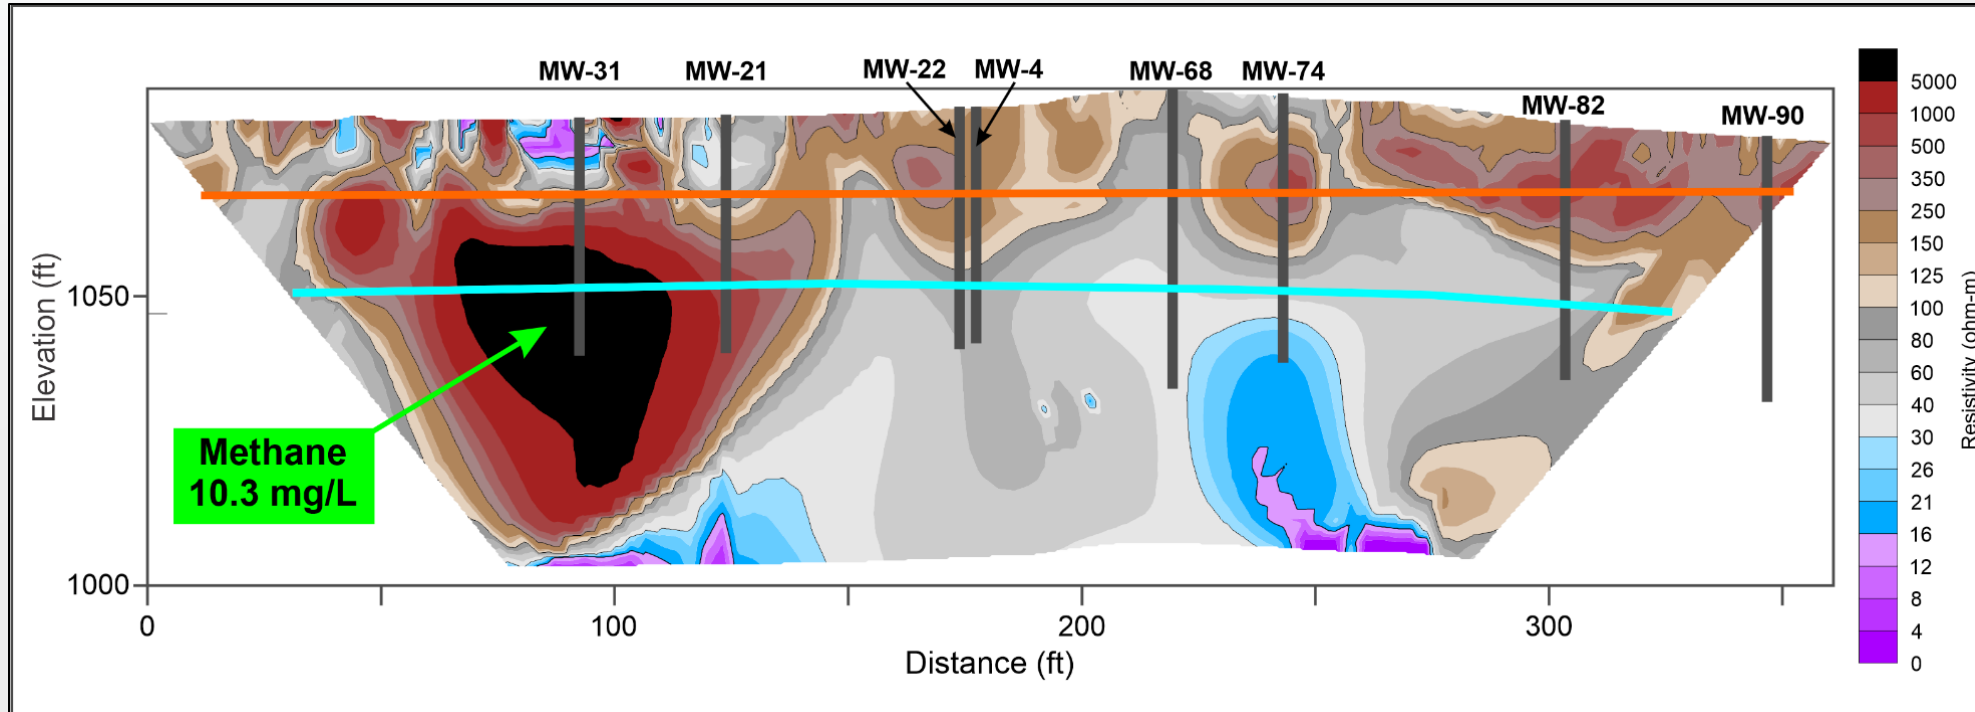 MW-31
MW-21
MW-22
MW-4
MW-68
MW-74
MW-82
MW-90
Elevation (ft)
1050
1000
Methane
10.3 mg/L
0
100
200
300
Distance (ft)
5000
1000
500
350
250
150
125
100
80
60
40
30
26
21
16
12
8
4
0
Resistivity (ohm-m)